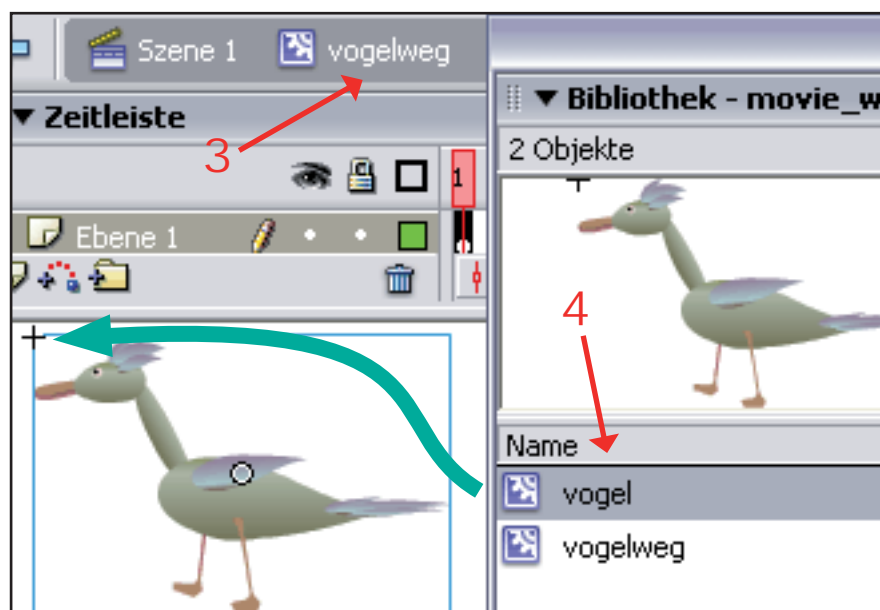 Szene 1 vogelweg
Zeitleiste
3
1
Ebene 1
Bibliothek - movie_w
2 Objekte
4
Name
vogel
vogelweg